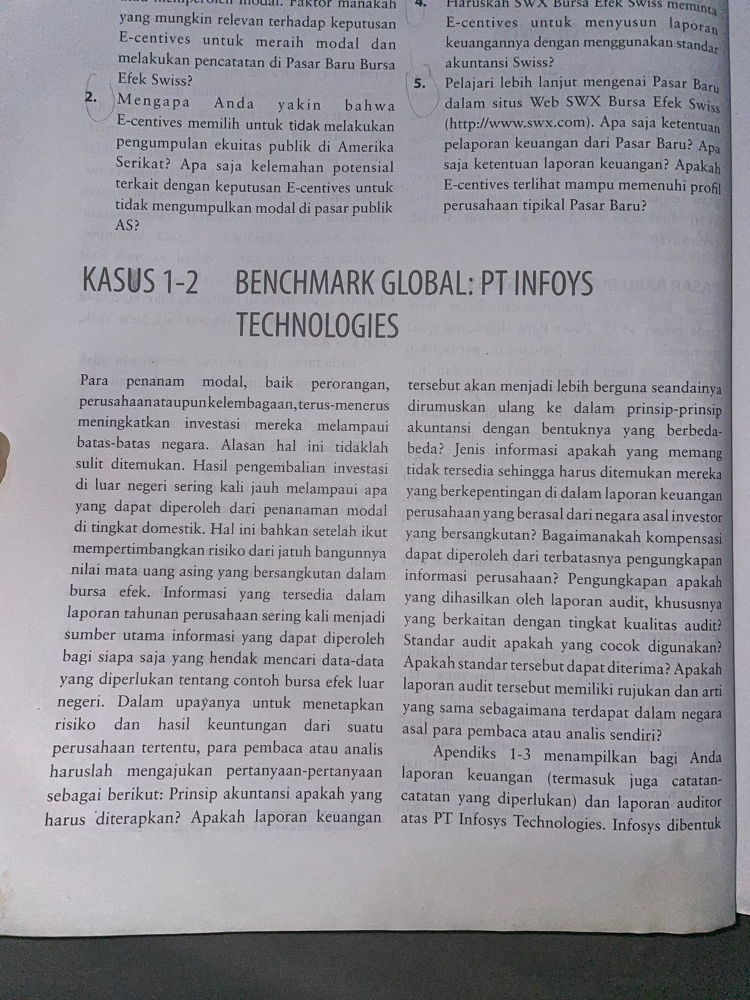 atau memperoleh modal. Faktor manakah
yang mungkin relevan terhadap keputusan
E-centives untuk meraih modal dan
melakukan pencatatan di Pasar Baru Bursa
Efek Swiss?
2. Mengapa Anda yakin bahwa
E-centives memilih untuk tidak melakukan
pengumpulan ekuitas publik di Amerika
Serikat? Apa saja kelemahan potensial
terkait dengan keputusan E-centives untuk
tidak mengumpulkan modal di pasar publik
AS?
4. Haruskah SWX Bursa Efek Swiss meminta
E-centives untuk menyusun laporan
keuangannya dengan menggunakan standar
akuntansi Swiss?
5. Pelajari lebih lanjut mengenai Pasar Baru
dalam situs Web SWX Bursa Efek Swiss
(http://www.swx.com). Apa saja ketentuan
pelaporan keuangan dari Pasar Baru? Apa
saja ketentuan laporan keuangan? Apakah
E-centives terlihat mampu memenuhi profil
perusahaan tipikal Pasar Baru?
KASUS 1-2 BENCHMARK GLOBAL: PT INFOYS
TECHNOLOGIES
Para penanam modal, baik perorangan,
perusahaan ataupun kelembagaan, terus-menerus
meningkatkan investasi mereka melampaui
batas-batas negara. Alasan hal ini tidaklah
sulit ditemukan. Hasil pengembalian investasi
di luar negeri sering kali jauh melampaui apa
yang dapat diperoleh dari penanaman modal
di tingkat domestik. Hal ini bahkan setelah ikut
mempertimbangkan risiko dari jatuh bangunnya
nilai mata uang asing yang bersangkutan dalam
bursa efek. Informasi yang tersedia dalam
laporan tahunan perusahaan sering kali menjadi
sumber utama informasi yang dapat diperoleh
bagi siapa saja yang hendak mencari data-data
yang diperlukan tentang contoh bursa efek luar
negeri. Dalam upayanya untuk menetapkan
risiko dan hasil keuntungan dari suatu
perusahaan tertentu, para pembaca atau analis
haruslah mengajukan pertanyaan-pertanyaan
sebagai berikut: Prinsip akuntansi apakah yang
harus diterapkan? Apakah laporan keuangan
tersebut akan menjadi lebih berguna seandainya
dirumuskan ulang ke dalam prinsip-prinsip
akuntansi dengan bentuknya yang berbeda-
beda? Jenis informasi apakah yang memang
tidak tersedia sehingga harus ditemukan mereka
yang berkepentingan di dalam laporan keuangan
perusahaan yang berasal dari negara asal investor
yang bersangkutan? Bagaimanakah kompensasi
dapat diperoleh dari terbatasnya pengungkapan
informasi perusahaan? Pengungkapan apakah
yang dihasilkan oleh laporan audit, khususnya
yang berkaitan dengan tingkat kualitas audit?
Standar audit apakah yang cocok digunakan?
Apakah standar tersebut dapat diterima? Apakah
laporan audit tersebut memiliki rujukan dan arti
yang sama sebagaimana terdapat dalam negara
asal para pembaca atau analis sendiri?
Apendiks 1-3 menampilkan bagi Anda
laporan keuangan (termasuk juga catatan-
catatan yang diperlukan) dan laporan auditor
atas PT Infosys Technologies. Infosys dibentuk